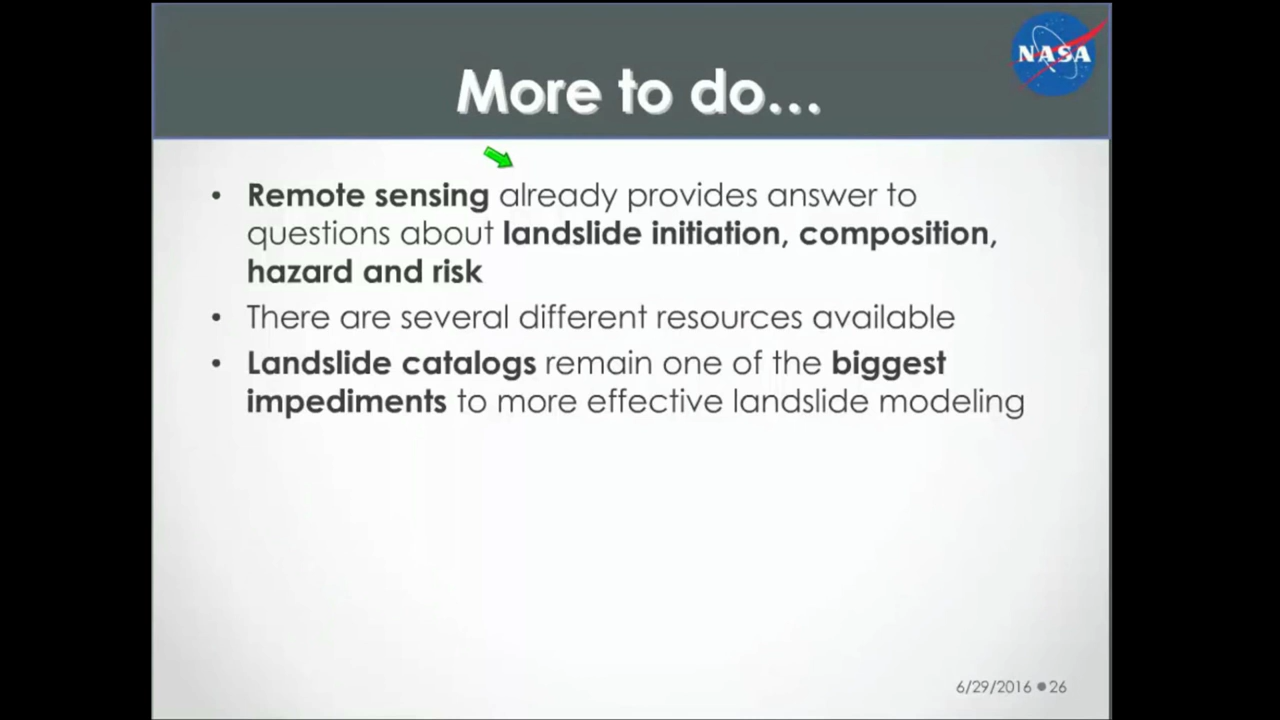 NASA
More to do...
• Remote sensing already provides answer to
questions about landslide initiation, composition,
hazard and risk
• There are several different resources available
• Landslide catalogs remain one of the biggest
impediments to more effective landslide modeling
6/29/2016 ● 26